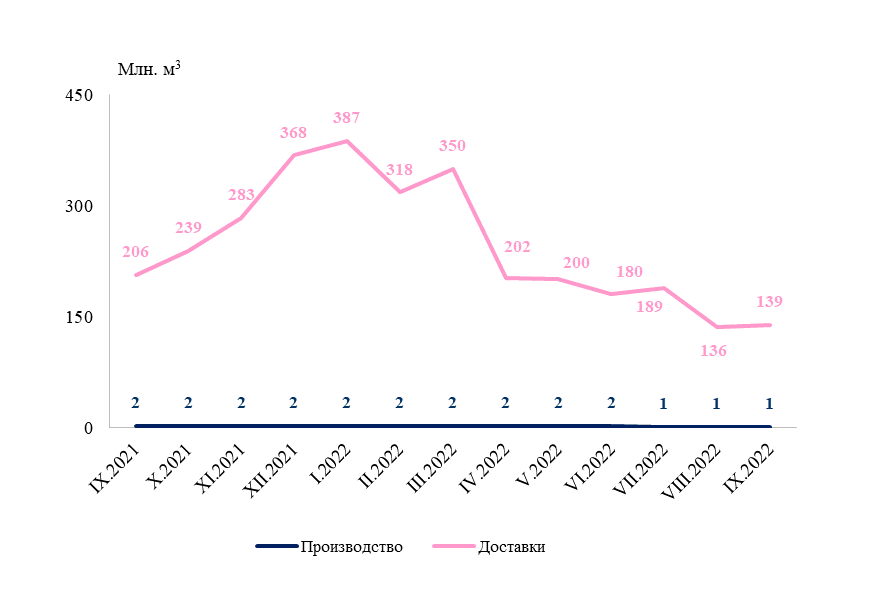 Млн. м³
450
300
150
0
206
239
283
368
387
318
350
202
200
180
189
136
139
2
2
2
2
2
2
2
2
2
2
1
1
1
IX.2021
X.2021
XI.2021
XII.2021
I.2022
II.2022
III.2022
IV.2022
V.2022
VI.2022
VII.2022
VIII.2022
IX.2022
Производство
Доставки